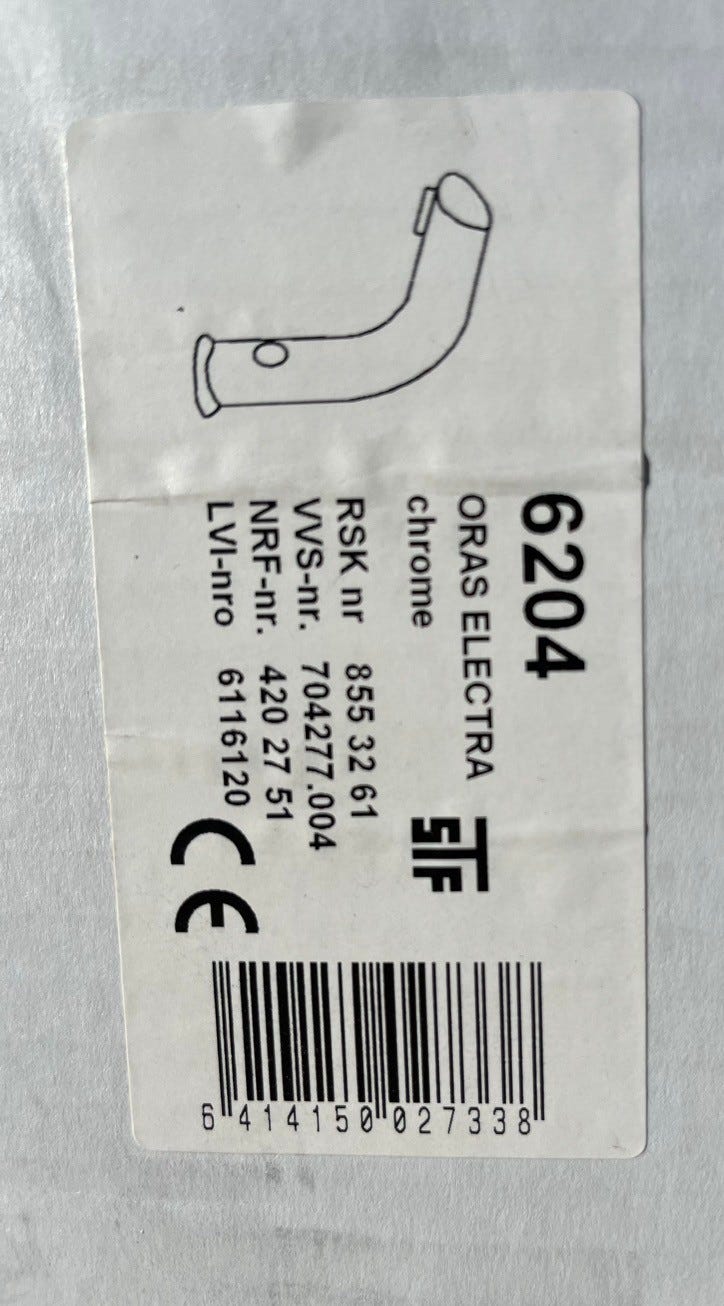 6204
ORAS ELECTRA
chrome
STF
RSK nr 855 32 61
VVS-nr. 704277.004
NRF-nr. 420 27 51
LVI-nro 6116120
CE
6 414150 027338